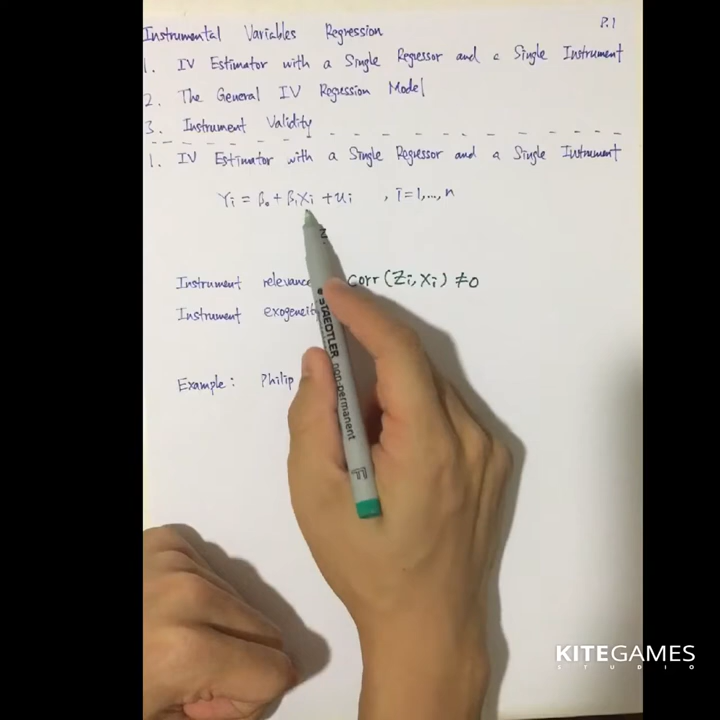 P.1
Instrumental Variables Regression
1. IV Estimator with a Single Regressor and a Single Instrument
2. The General IV Regression Model
3. Instrument Validity
1. IV Estimator with a Single Regressor and a Single Instrument
Yi = β0 + β1Xi + ui , i=1,...,n
Instrument relevance corr(Zi, Xi) ≠0
Instrument
Example: Philip
STAEDTLER non-permanent F
KITEGAMES
STUDIO